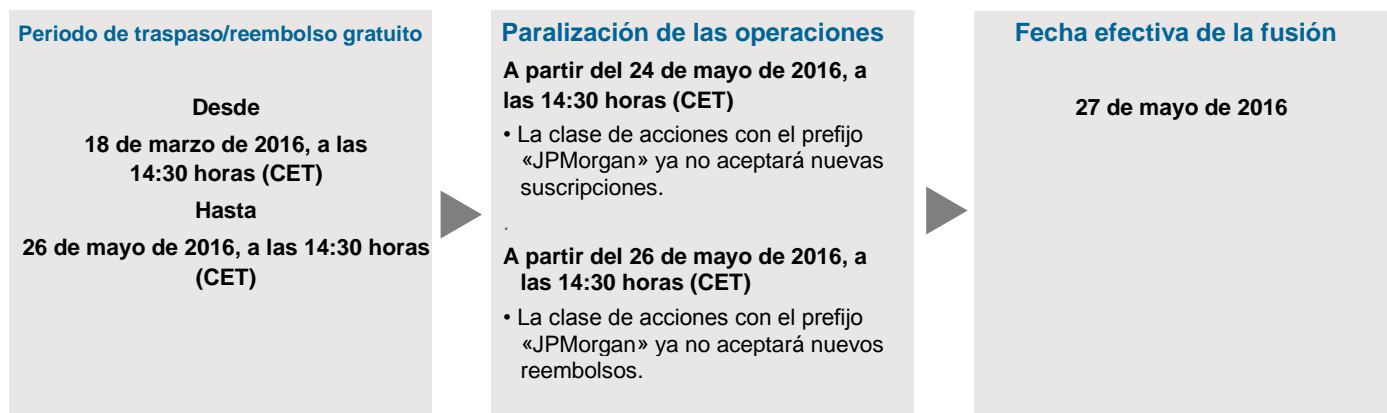 Periodo de traspaso/reembolso gratuito
Desde
18 de marzo de 2016, a las
14:30 horas (CET)
Hasta
26 de mayo de 2016, a las 14:30 horas
(CET)
Paralización de las operaciones
A partir del 24 de mayo de 2016, a
las 14:30 horas (CET)
• La clase de acciones con el prefijo
«JPMorgan» ya no aceptará nuevas
suscripciones.
.
A partir del 26 de mayo de 2016, a
las 14:30 horas (CET)
• La clase de acciones con el prefijo
«JPMorgan» ya no aceptará nuevos
reembolsos.
Fecha efectiva de la fusión
27 de mayo de 2016